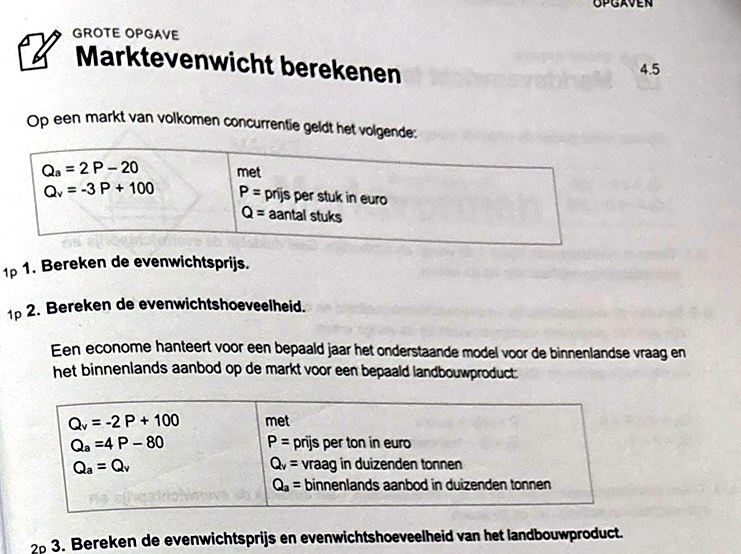 OPGAVEN
GROTE OPGAVE
Marktevenwicht berekenen
4.5
Op een markt van volkomen concurrentie geldt het volgende:
Qa = 2 P – 20
Qv = -3 P + 100
met
P = prijs per stuk in euro
Q = aantal stuks
1p 1. Bereken de evenwichtsprijs.
1p 2. Bereken de evenwichtshoeveelheid.
Een econome hanteert voor een bepaald jaar het onderstaande model voor de binnenlandse vraag en
het binnenlands aanbod op de markt voor een bepaald landbouwproduct:
Qv = -2 P + 100
Qa =4 P – 80
Qa = Qv
met
P = prijs per ton in euro
Qv = vraag in duizenden tonnen
Qa = binnenlands aanbod in duizenden tonnen
2p 3. Bereken de evenwichtsprijs en evenwichtshoeveelheid van het landbouwproduct.